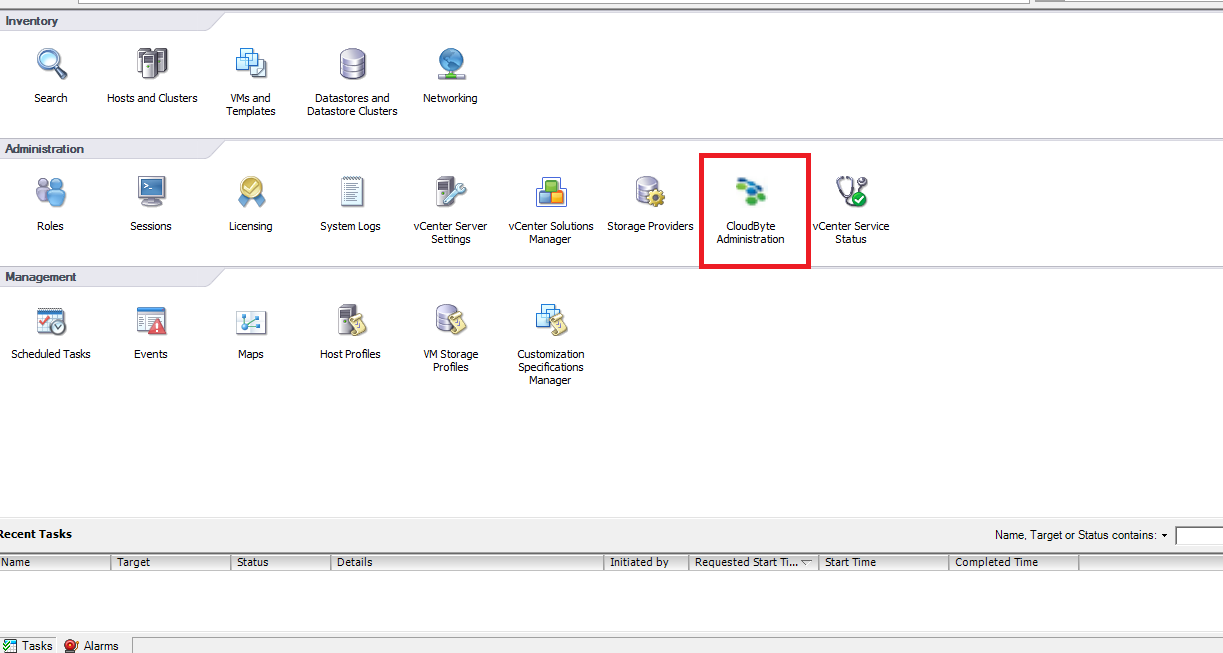 Inventory
Search
Hosts and Clusters
VMs and
Templates
Datastores and
Datastore Clusters
Networking
Administration
Roles
Sessions
Licensing
System Logs
vCenter Server
Settings
vCenter Solutions
Manager
Storage Providers
CloudByte
Administration
vCenter Service
Status
Management
Scheduled Tasks
Events
Maps
Host Profiles
VM Storage
Profiles
Customization
Specifications
Manager
Recent Tasks
Name, Target or Status contains:
Name Target Status Details Initiated by Requested Start Ti... Start Time Completed Time
Tasks Alarms